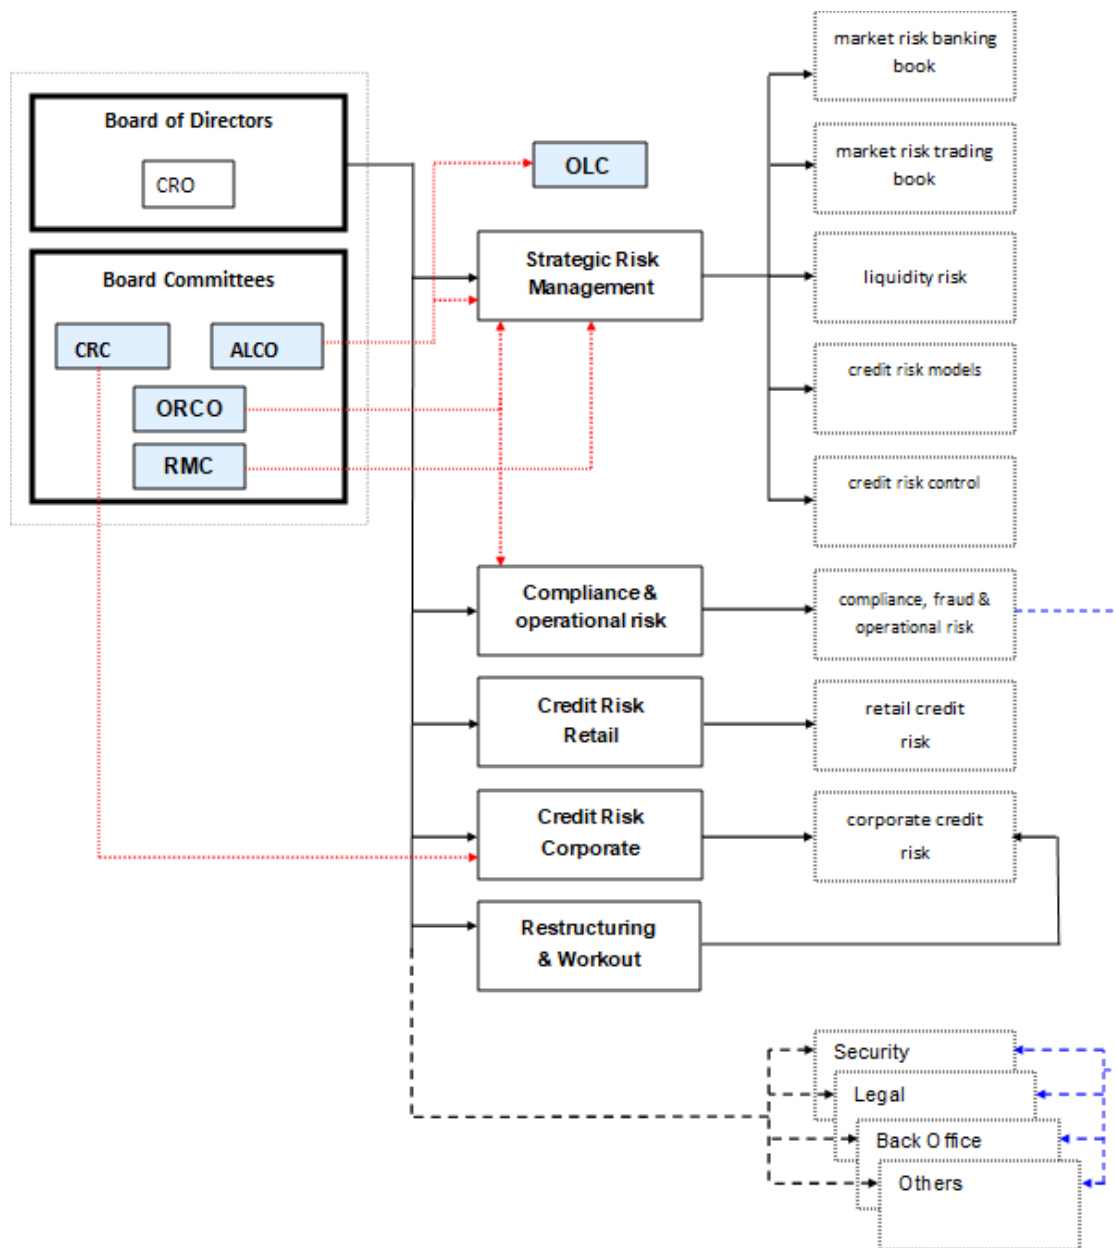 Board of Directors
CRO
Board Committees
CRC
ALCO
ORCO
RMC
OLC
Strategic Risk
Management
Compliance &
operational risk
Credit Risk
Retail
Credit Risk
Corporate
Restructuring
& Workout
market risk banking
book
market risk trading
book
liquidity risk
credit risk models
credit risk control
compliance, fraud &
operational risk
retail credit
risk
corporate credit
risk
Security
Legal
Back Office
Others